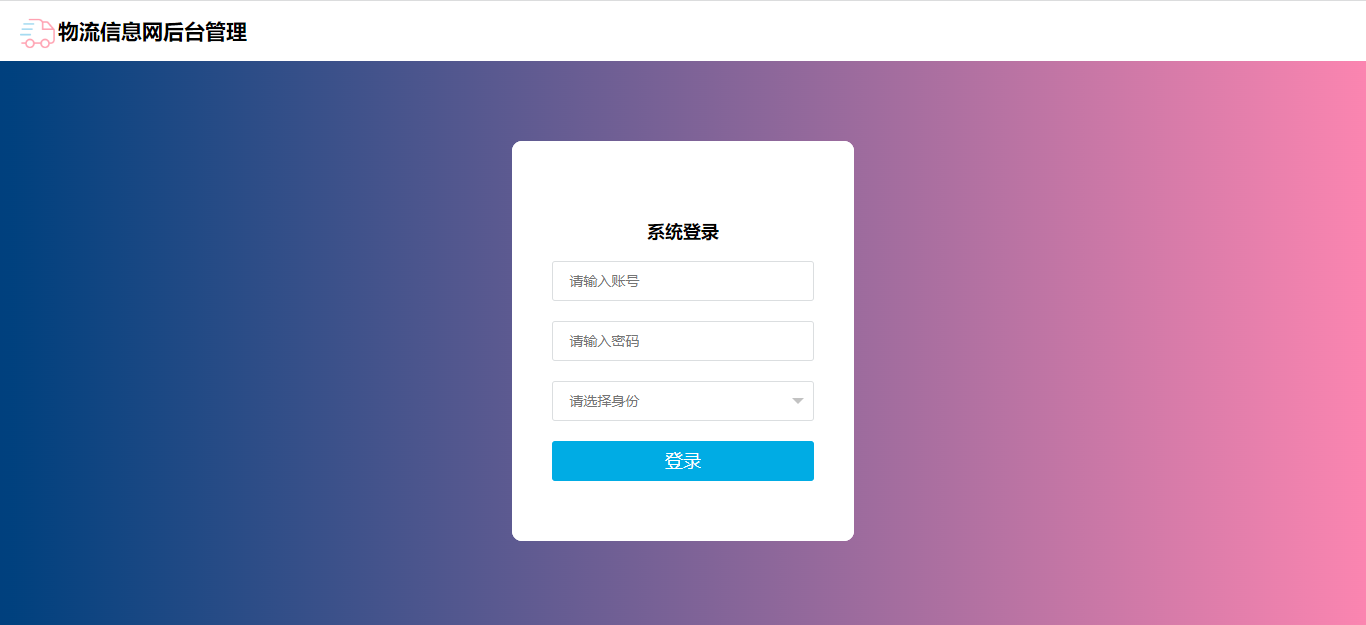 物流信息网后台管理
系统登录
请输入账号
请输入密码
请选择身份
登录